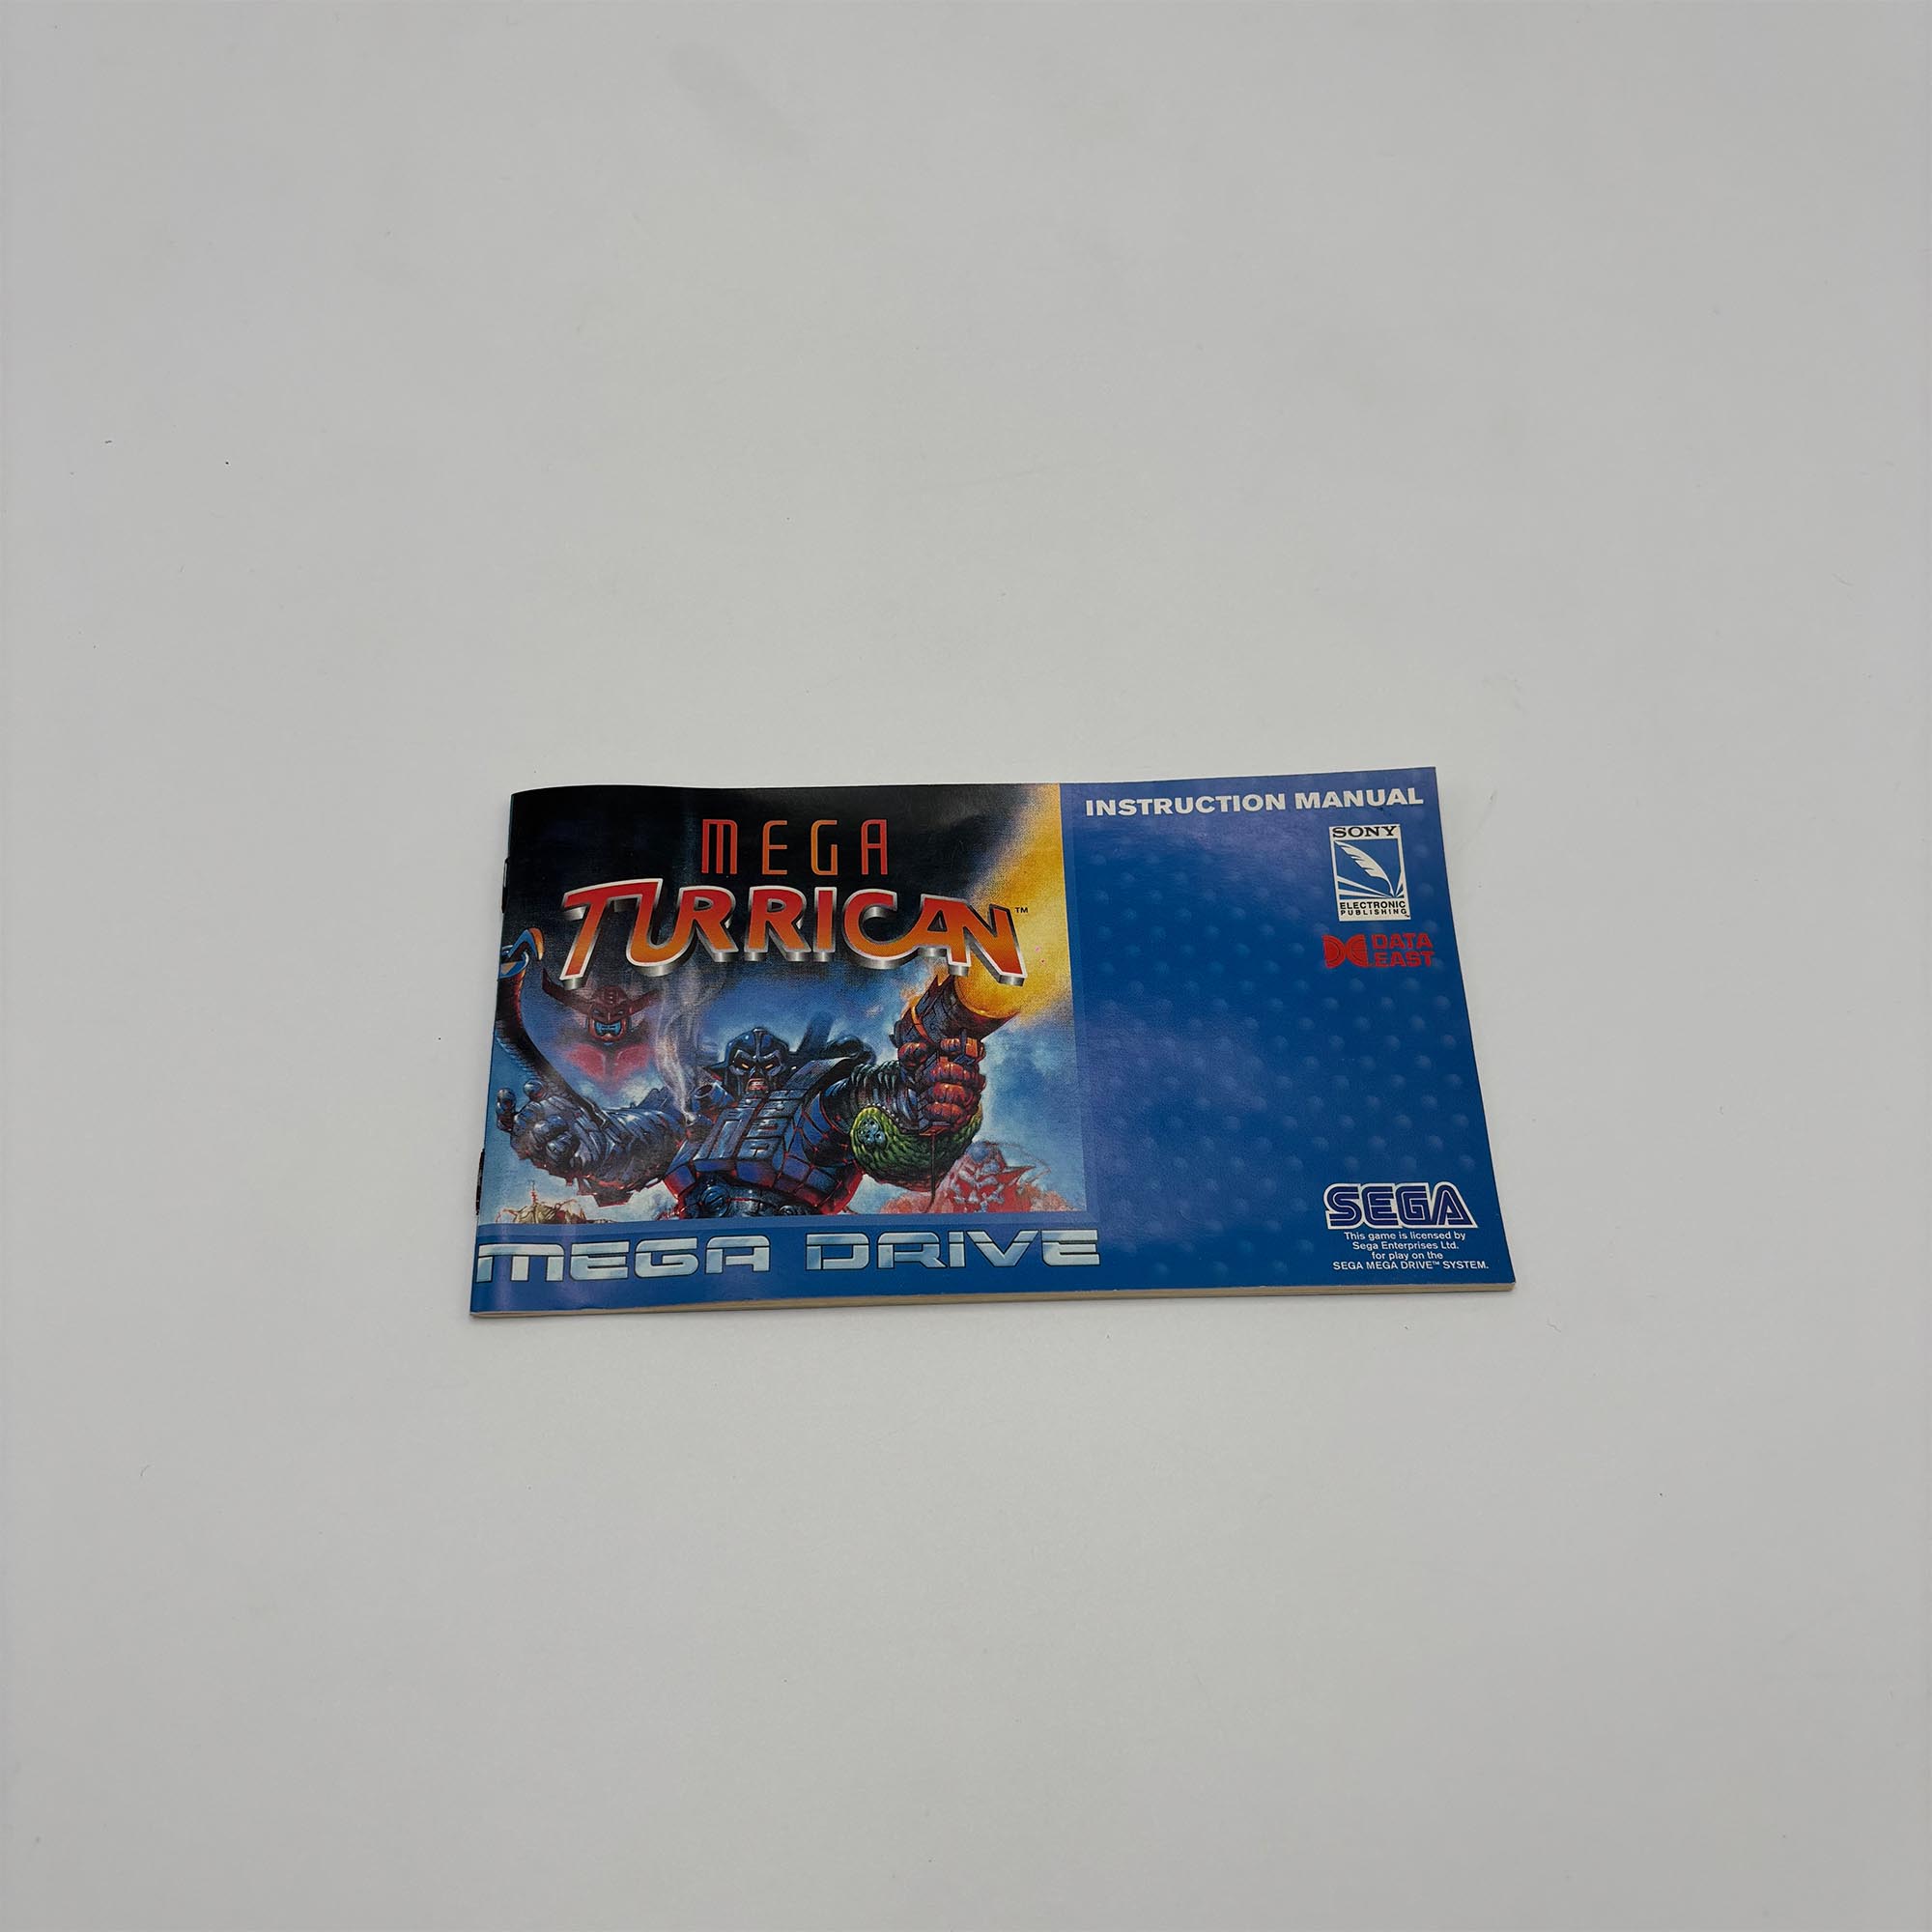 MEGA
TURRICAN™
MEGA DRIVE
INSTRUCTION MANUAL
SONY
ELECTRONIC
PUBLISHING
DATA
EAST
SEGA
This game is licensed by
Sega Enterprises Ltd.
for play on the
SEGA MEGA DRIVE™ SYSTEM.